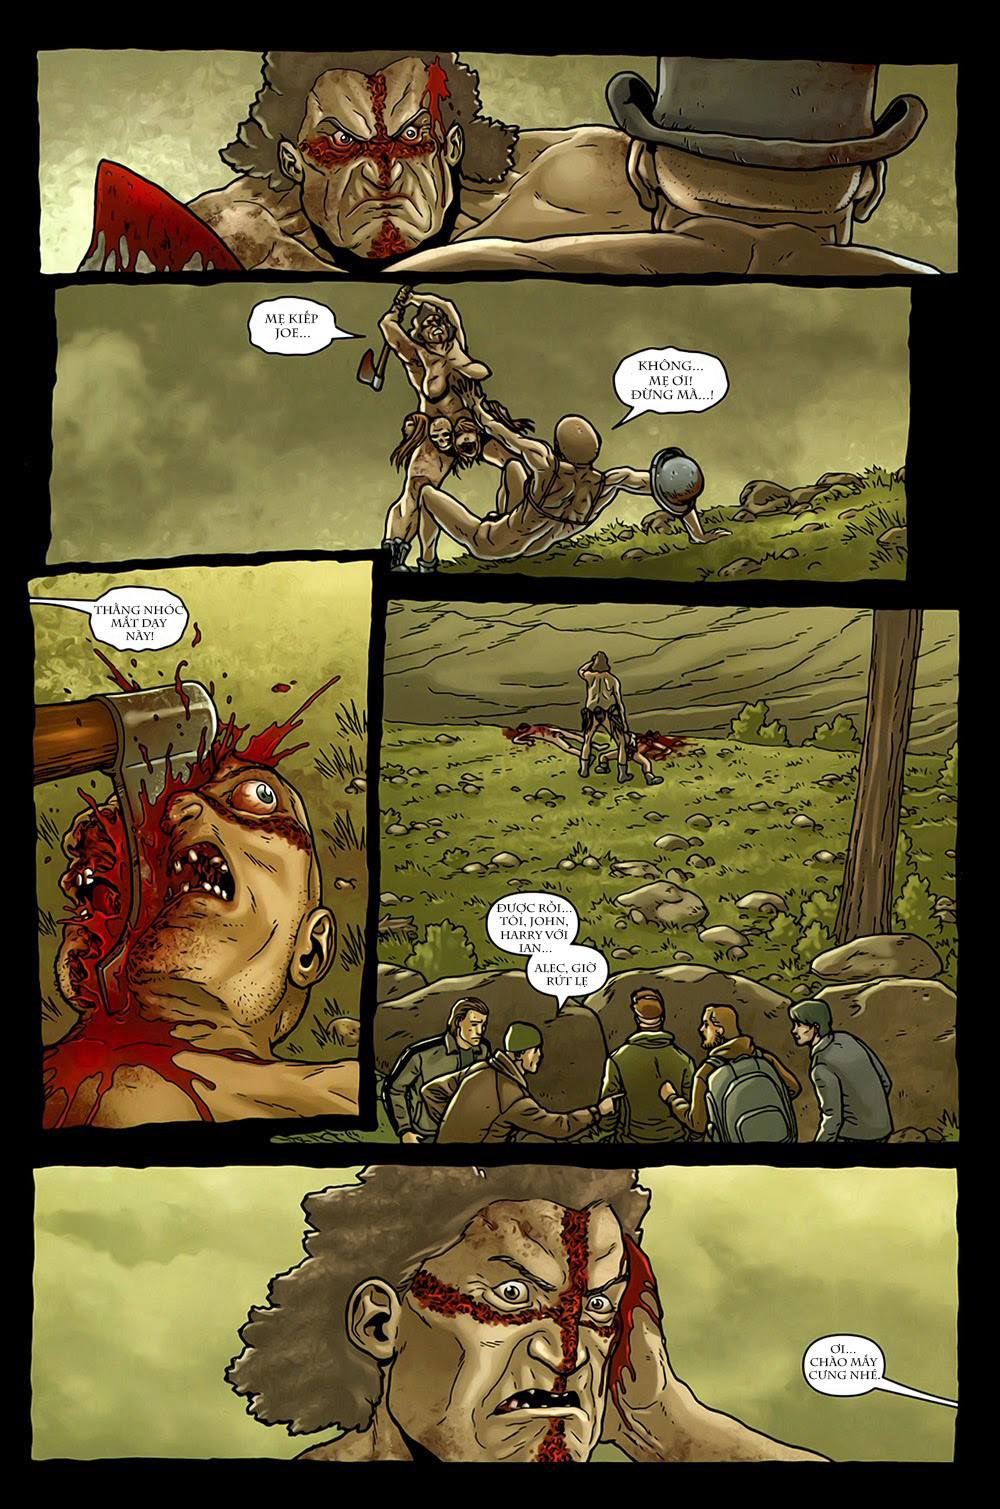 MẸ KIẾP
JOE...
KHÔNG...
MẸ ƠI!
ĐỪNG MÀ...!
THẰNG NHÓC
MẤT DẠY
NÀY!
ĐƯỢC RỒI...
TÔI, JOHN,
HARRY VỚI
IAN...
ALEC, GIỜ
RÚT LẸ
ƠI...
CHÀO MẤY
CƯNG NHÉ.